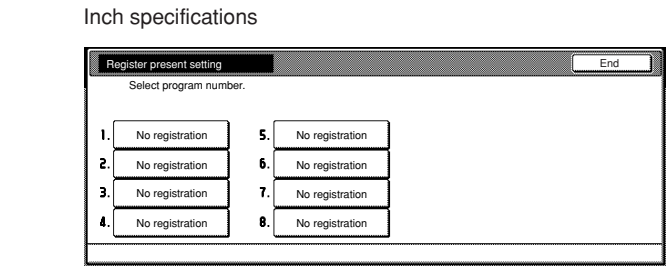 Inch specifications
Register present setting
End
Select program number.
1. No registration
5. No registration
2. No registration
6. No registration
3. No registration
7. No registration
4. No registration
8. No registration